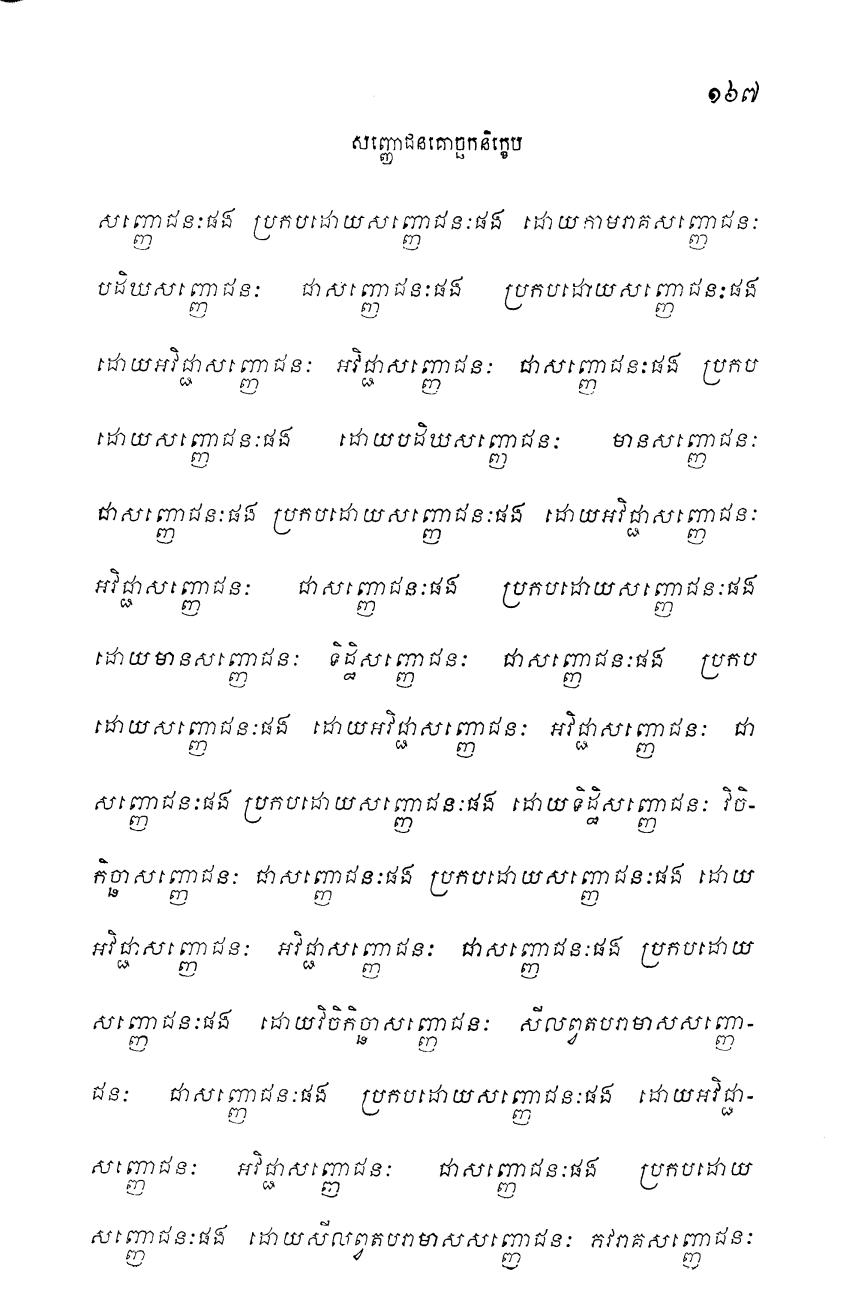 ១៦៧
សញ្ញោជនគោច្ឆកនិក្ខេប
សញ្ញោជនៈផង ប្រកបដោយសញ្ញោជនៈផង ដោយកាមរាគសញ្ញោជនៈ
បដិឃសញ្ញោជនៈ ជាសញ្ញោជនៈផង ប្រកបដោយសញ្ញោជនៈផង
ដោយអវិជ្ជាសញ្ញោជនៈ អវិជ្ជាសញ្ញោជនៈ ជាសញ្ញោជនៈផង ប្រកប
ដោយសញ្ញោជនៈផង ដោយបដិឃសញ្ញោជនៈ មានសញ្ញោជនៈ
ជាសញ្ញោជនៈផង ប្រកបដោយសញ្ញោជនៈផង ដោយអវិជ្ជាសញ្ញោជនៈ
អវិជ្ជាសញ្ញោជនៈ ជាសញ្ញោជនៈផង ប្រកបដោយសញ្ញោជនៈផង
ដោយមានសញ្ញោជនៈ ទិដ្ឋិសញ្ញោជនៈ ជាសញ្ញោជនៈផង ប្រកប
ដោយសញ្ញោជនៈផង ដោយអវិជ្ជាសញ្ញោជនៈ អវិជ្ជាសញ្ញោជនៈ ជា
សញ្ញោជនៈផង ប្រកបដោយសញ្ញោជនៈផង ដោយទិដ្ឋិសញ្ញោជនៈ វិចិ-
កិច្ឆាសញ្ញោជនៈ ជាសញ្ញោជនៈផង ប្រកបដោយសញ្ញោជនៈផង ដោយ
អវិជ្ជាសញ្ញោជនៈ អវិជ្ជាសញ្ញោជនៈ ជាសញ្ញោជនៈផង ប្រកបដោយ
សញ្ញោជនៈផង ដោយវិចិកិច្ឆាសញ្ញោជនៈ សីលព្វតបរាមាសសញ្ញោ-
ជនៈ ជាសញ្ញោជនៈផង ប្រកបដោយសញ្ញោជនៈផង ដោយអវិជ្ជា-
សញ្ញោជនៈ អវិជ្ជាសញ្ញោជនៈ ជាសញ្ញោជនៈផង ប្រកបដោយ
សញ្ញោជនៈផង ដោយសីលព្វតបរាមាសសញ្ញោជនៈ ភវរាគសញ្ញោជនៈ